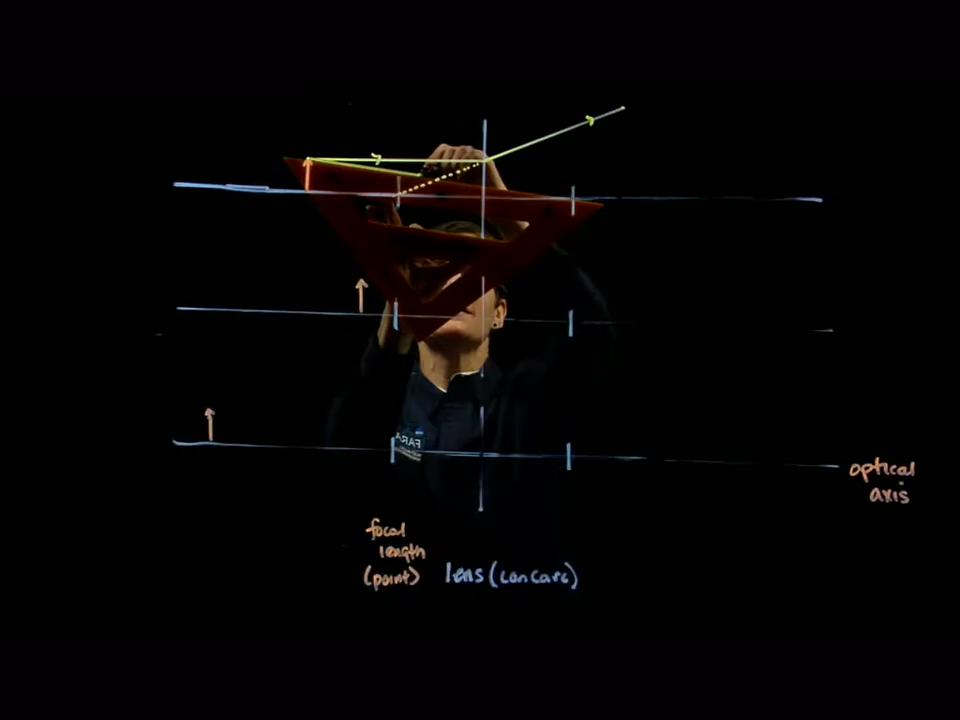 optical
axis
focal
length
(point)
lens (concave)